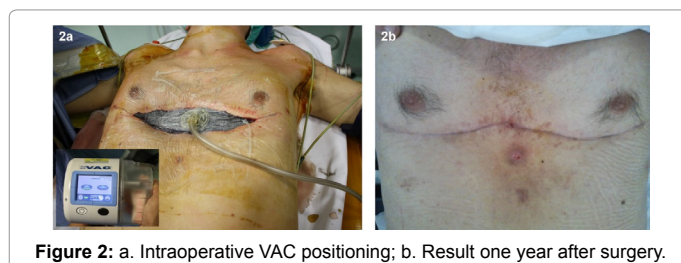 2a
2b
VAC
Figure 2: a. Intraoperative VAC positioning; b. Result one year after surgery.